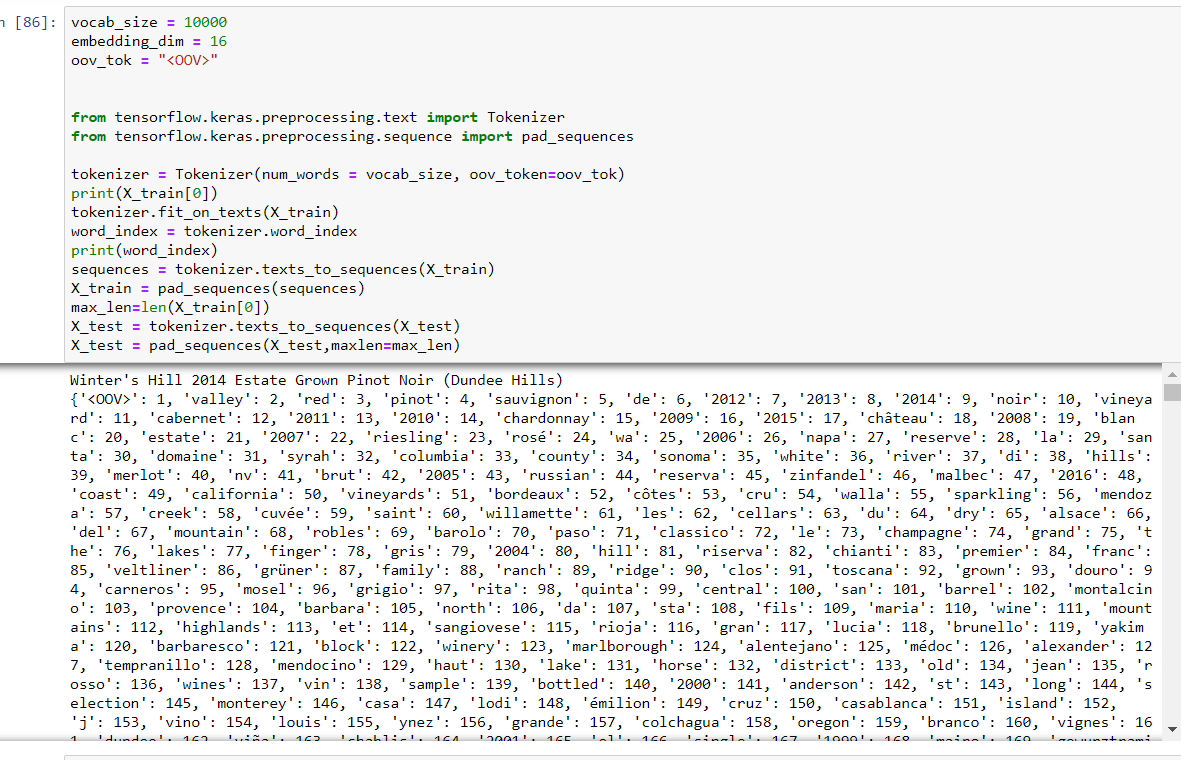 [86]:
vocab_size = 10000
embedding_dim = 16
oov_tok = "<OOV>"
from tensorflow.keras.preprocessing.text import Tokenizer
from tensorflow.keras.preprocessing.sequence import pad_sequences
tokenizer = Tokenizer(num_words = vocab_size, oov_token=oov_tok)
print(X_train[0])
tokenizer.fit_on_texts(X_train)
word_index = tokenizer.word_index
print(word_index)
sequences = tokenizer.texts_to_sequences(X_train)
X_train = pad_sequences(sequences)
max_len=len(X_train[0])
X_test = tokenizer.texts_to_sequences(X_test)
X_test = pad_sequences(X_test,maxlen=max_len)
Winter's Hill 2014 Estate Grown Pinot Noir (Dundee Hills)
{'<OOV>': 1, 'valley': 2, 'red': 3, 'pinot': 4, 'sauvignon': 5, 'de': 6, '2012': 7, '2013': 8, '2014': 9, 'noir': 10, 'vineya
rd': 11, 'cabernet': 12, '2011': 13, '2010': 14, 'chardonnay': 15, '2009': 16, '2015': 17, 'château': 18, '2008': 19, 'blan
c': 20, 'estate': 21, '2007': 22, 'riesling': 23, 'rosé': 24, 'wa': 25, '2006': 26, 'napa': 27, 'reserve': 28, 'la': 29, 'san
ta': 30, 'domaine': 31, 'syrah': 32, 'columbia': 33, 'county': 34, 'sonoma': 35, 'white': 36, 'river': 37, 'di': 38, 'hills':
39, 'merlot': 40, 'nv': 41, 'brut': 42, '2005': 43, 'russian': 44, 'reserva': 45, 'zinfandel': 46, 'malbec': 47, '2016': 48,
'coast': 49, 'california': 50, 'vineyards': 51, 'bordeaux': 52, 'côtes': 53, 'cru': 54, 'walla': 55, 'sparkling': 56, 'mendoz
a': 57, 'creek': 58, 'cuvée': 59, 'saint': 60, 'willamette': 61, 'les': 62, 'cellars': 63, 'du': 64, 'dry': 65, 'alsace': 66,
'del': 67, 'mountain': 68, 'robles': 69, 'barolo': 70, 'paso': 71, 'classico': 72, 'le': 73, 'champagne': 74, 'grand': 75, 't
he': 76, 'lakes': 77, 'finger': 78, 'gris': 79, '2004': 80, 'hill': 81, 'riserva': 82, 'chianti': 83, 'premier': 84, 'franc':
85, 'veltliner': 86, 'grüner': 87, 'family': 88, 'ranch': 89, 'ridge': 90, 'clos': 91, 'toscana': 92, 'grown': 93, 'douro': 9
4, 'carneros': 95, 'mosel': 96, 'grigio': 97, 'rita': 98, 'quinta': 99, 'central': 100, 'san': 101, 'barrel': 102, 'montalcin
o': 103, 'provence': 104, 'barbara': 105, 'north': 106, 'da': 107, 'sta': 108, 'fils': 109, 'maria': 110, 'wine': 111, 'mount
ains': 112, 'highlands': 113, 'et': 114, 'sangiovese': 115, 'rioja': 116, 'gran': 117, 'lucia': 118, 'brunello': 119, 'yakim
a': 120, 'barbaresco': 121, 'block': 122, 'winery': 123, 'marlborough': 124, 'alentejano': 125, 'médoc': 126, 'alexander': 12
7, 'tempranillo': 128, 'mendocino': 129, 'haut': 130, 'lake': 131, 'horse': 132, 'district': 133, 'old': 134, 'jean': 135, 'r
osso': 136, 'wines': 137, 'vin': 138, 'sample': 139, 'bottled': 140, '2000': 141, 'anderson': 142, 'st': 143, 'long': 144, 's
election': 145, 'monterey': 146, 'casa': 147, 'lodi': 148, 'émilion': 149, 'cruz': 150, 'casablanca': 151, 'island': 152,
'j': 153, 'vino': 154, 'louis': 155, 'ynez': 156, 'grande': 157, 'colchagua': 158, 'oregon': 159, 'branco': 160, 'vignes': 16
1, 'dundee': 162, 'viña': 163, 'chablis': 164, '2001': 165, 'el': 166, 'single': 167, '1999': 168, 'maipo': 169,